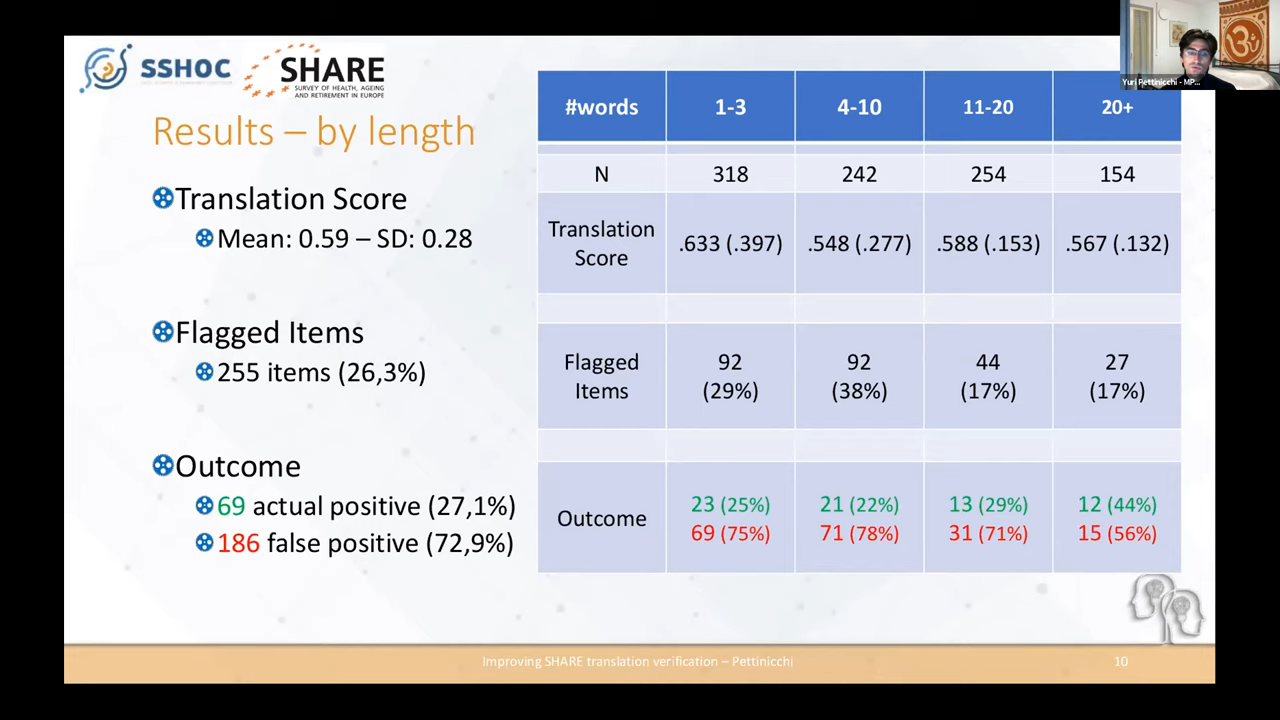 SSHOC
SHARE
SURVEY OF HEALTH, AGEING
AND RETIREMENT IN EUROPE
Yuri Pettinicchi - MP...
Results – by length
Translation Score
Mean: 0.59 – SD: 0.28
Flagged Items
255 items (26,3%)
Outcome
69 actual positive (27,1%)
186 false positive (72,9%)
#words 1-3 4-10 11-20 20+
N 318 242 254 154
Translation
Score
.633 (.397) .548 (.277) .588 (.153) .567 (.132)
Flagged
Items
92 92 44 27
(29%) (38%) (17%) (17%)
Outcome
23 (25%) 21 (22%) 13 (29%) 12 (44%)
69 (75%) 71 (78%) 31 (71%) 15 (56%)
Improving SHARE translation verification – Pettinicchi
10